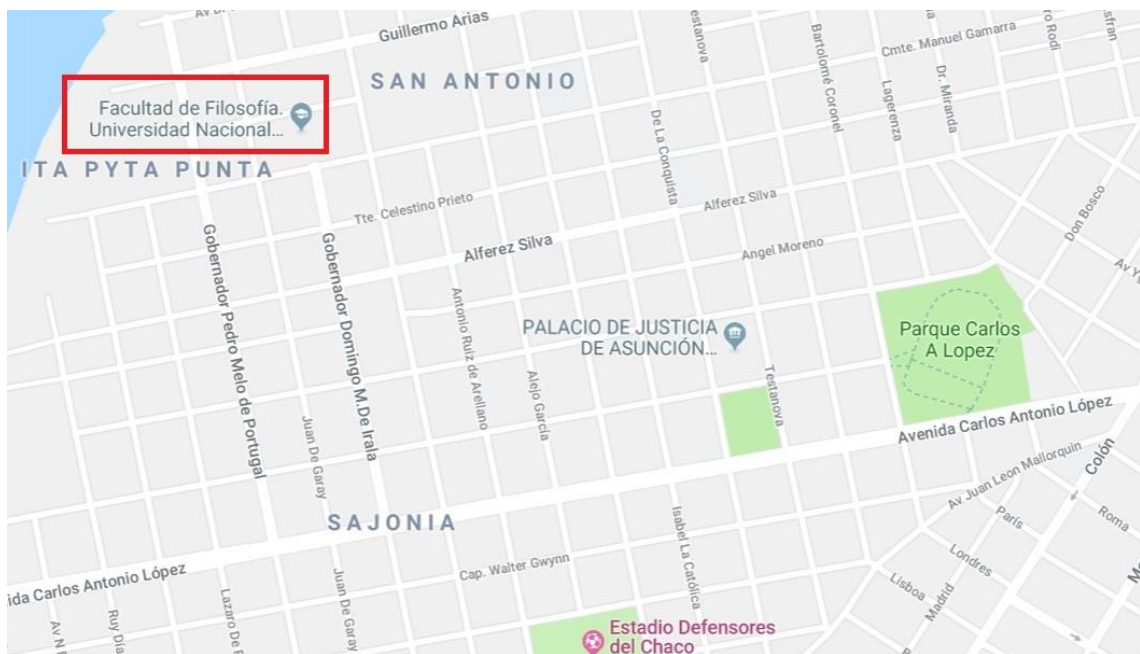 Guillermo Arias
SAN ANTONIO
Facultad de Filosofía.
Universidad Nacional...
ITA PYTA PUNTA
Tte. Celestino Prieto
Alferez Silva
Gobernador Pedro Melo de Portugal
Gobernador Domingo M.De Irala
Antonio Ruíz de Arellano
Alejo García
Juan De Garay
De La Conquista
Bartolomé Coronel
Cmte. Manuel Gamarra
Lagerenza
Dr. Miranda
Alferez Silva
Angel Moreno
Don Bosco
PALACIO DE JUSTICIA
DE ASUNCIÓN...
Testanova
Parque Carlos
A Lopez
Avenida Carlos Antonio López
SAJONIA
Isabel La Católica
Cap. Walter Gwynn
ida Carlos Antonio López
Juan De Garay
Av Juan Leon Mallorquin
Colón
París
Roma
Londres
Lisboa
Madrid
Estadio Defensores
del Chaco